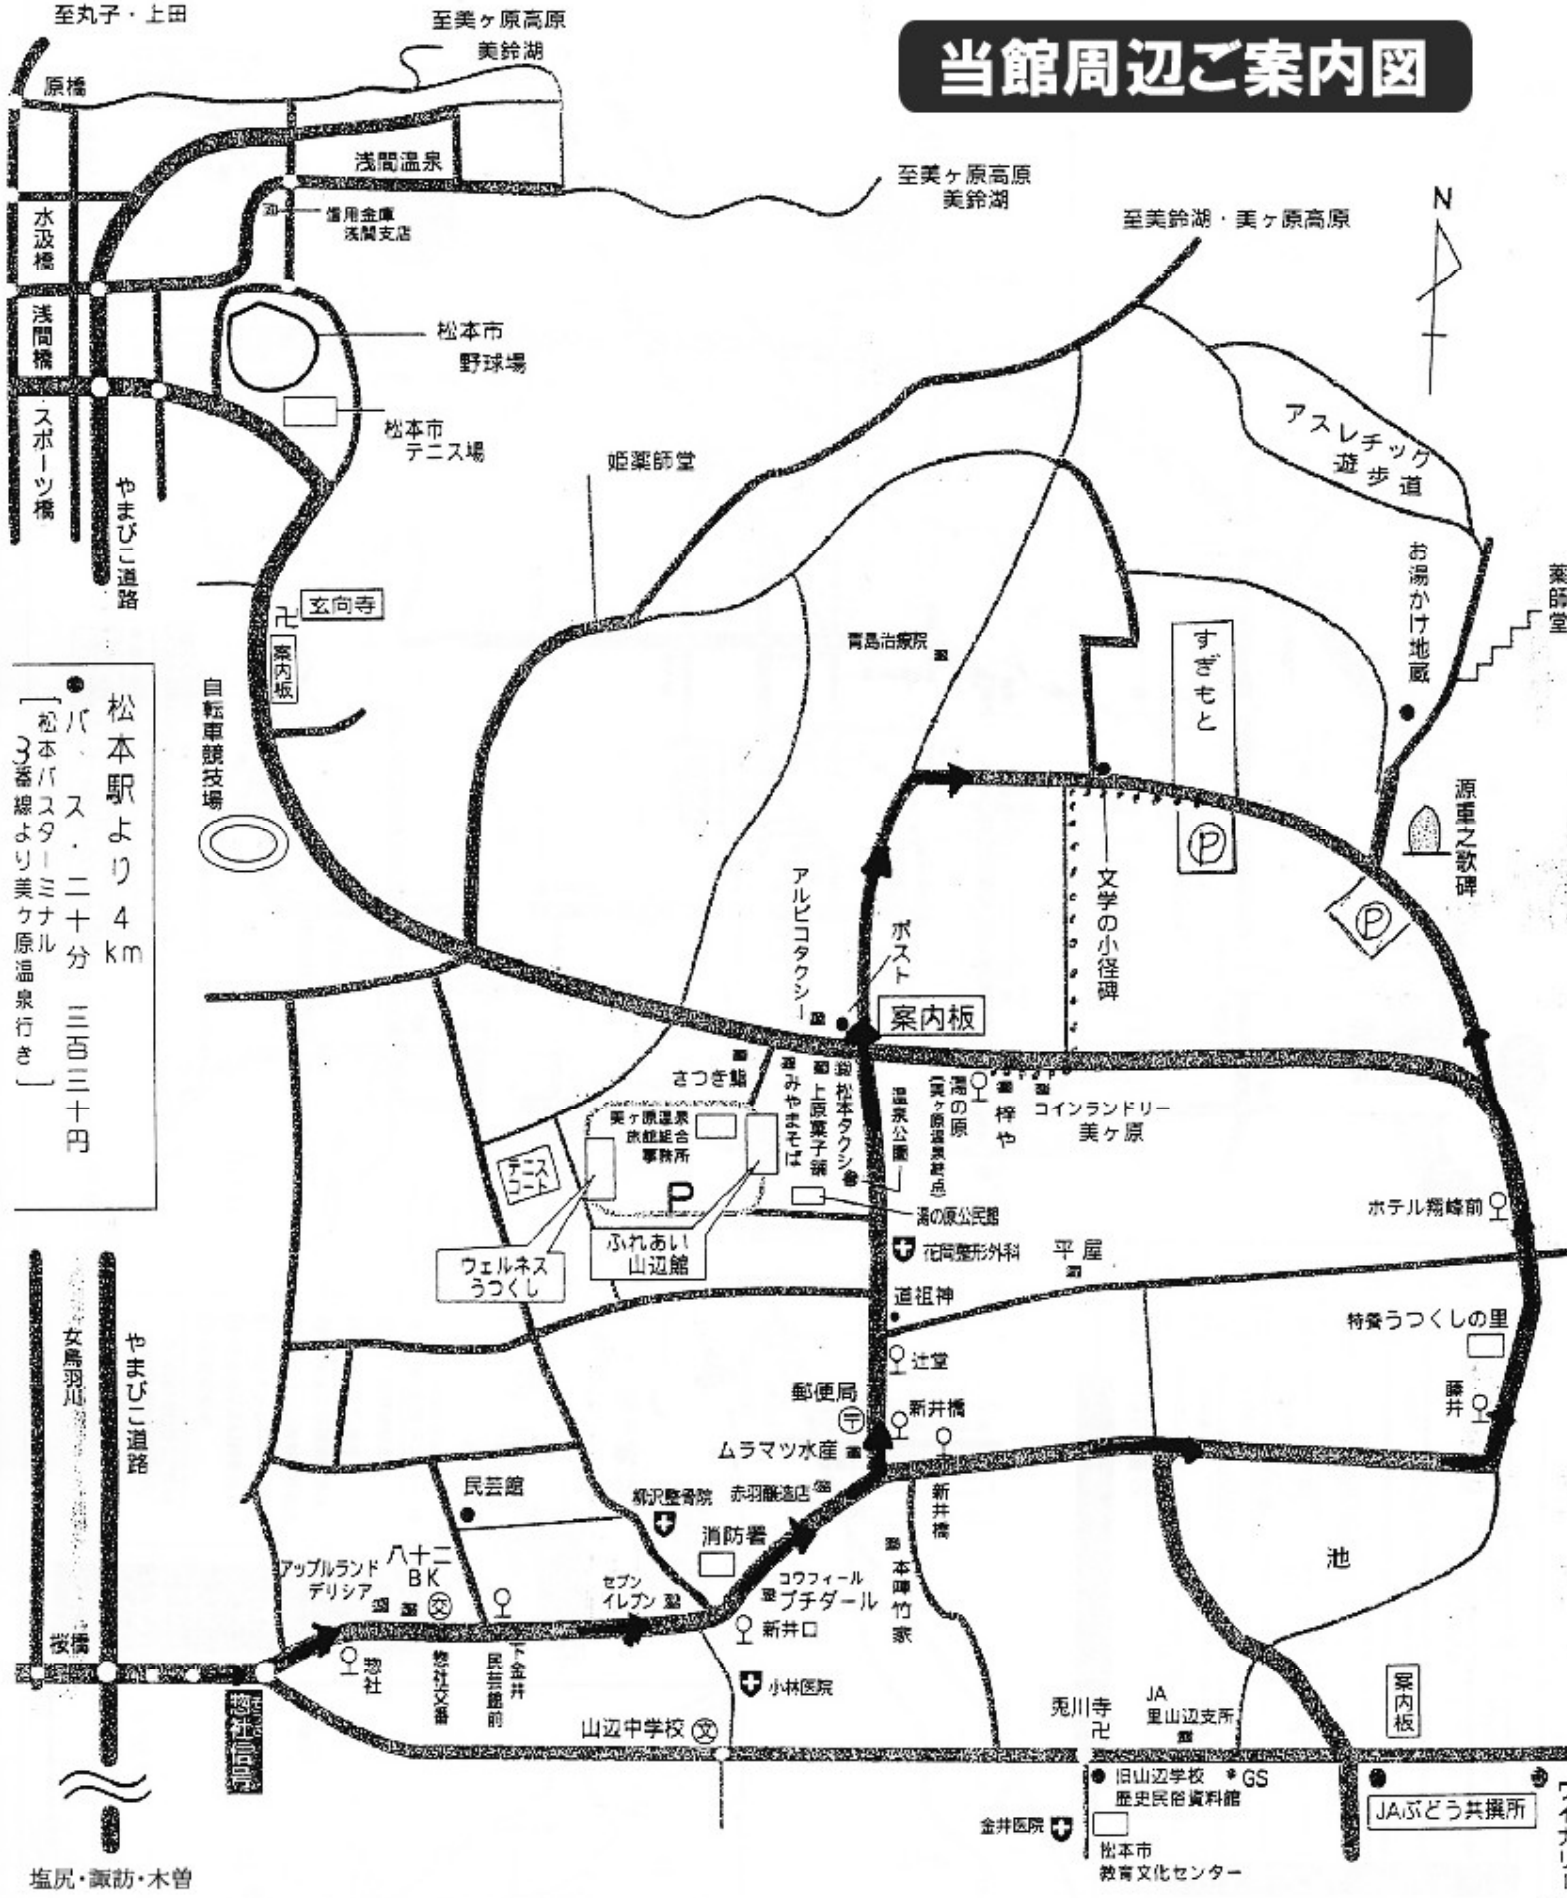 当館周辺ご案内図
至丸子・上田
至美ヶ原高原
美鈴湖
原橋
浅間温泉
至美ヶ原高原
美鈴湖
至美鈴湖・美ヶ原高原
N
水汲橋
信用金庫
浅間支店
浅間橋
松本市
野球場
松本市
テニス場
スポーツ橋
やまびこ道路
姫薬師堂
アスレチック
遊歩道
お湯かけ地蔵
薬師堂
玄向寺
案内板
青島治療院
すぎもと
P
自転車競技場
松本駅より4km
バス・二十分 三百三十円
松本バスターミナル
3番線より美ヶ原温泉行き
源重之歌碑
P
文学の小径碑
アルピコタクシー
ポスト
案内板
さつき鮨
みやまそば
上原菓子舗
松本タクシー
温泉公園
湯の原
(美ヶ原温泉終点)
梓や
コインランドリー
美ヶ原
美ヶ原温泉
旅館組合
事務所
P
テニス
コート
湯の原公民館
ホテル翔峰前
ウェルネス
うつくし
ふれあい
山辺館
花岡整形外科
平屋
道祖神
特養うつくしの里
辻堂
藤井
女鳥羽川
やまびこ道路
郵便局
新井橋
ムラマツ水産
赤羽醸造店
新井橋
民芸館
柳沢整骨院
消防署
池
アップルランド
デリシア
八十二
BK
交
セブン
イレブン
コウフィール
プチダール
本陣竹家
新井口
桜橋
惣社
惣社交番
民芸館前
下金井
小林医院
惣社信号
山辺中学校
文
兎川寺
JA
里山辺支所
案内板
旧山辺学校
歴史民俗資料館
GS
JAぶどう共撰所
金井医院
松本市
教育文化センター
塩尻・諏訪・木曽